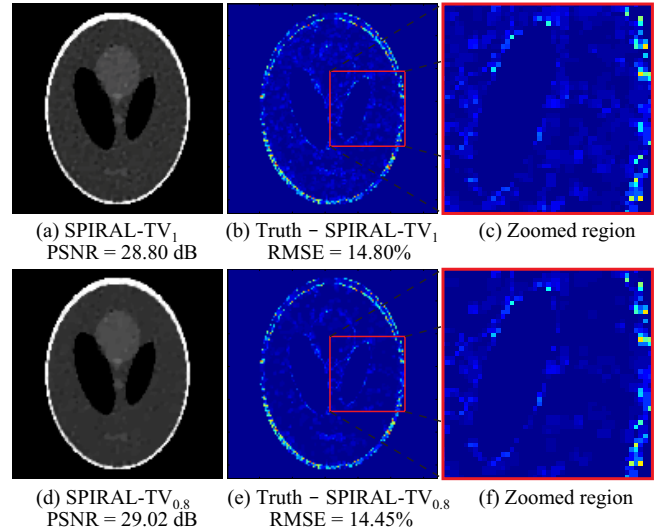 (a) SPIRAL-TV₁
PSNR = 28.80 dB
(b) Truth – SPIRAL-TV₁
RMSE = 14.80%
(c) Zoomed region
(d) SPIRAL-TV₀.₈
PSNR = 29.02 dB
(e) Truth – SPIRAL-TV₀.₈
RMSE = 14.45%
(f) Zoomed region